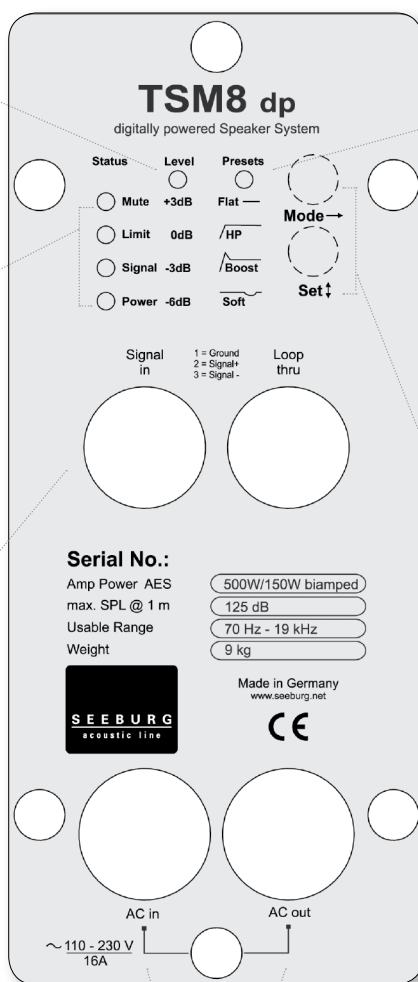 TSM8 dp
digitally powered Speaker System
Status Level Presets
Mute +3dB Flat
Mode
Limit 0dB HP
Signal -3dB Boost
Set
Power -6dB Soft
Signal in
1 = Ground
2 = Signal+
3 = Signal -
Loop thru
Serial No.:
Amp Power AES 500W/150W biamped
max. SPL @ 1 m 125 dB
Usable Range 70 Hz - 19 kHz
Weight 9 kg
SEEBURG
acoustic line
Made in Germany
www.seeburg.net
CE
AC in AC out
~ 110 - 230 V
16A